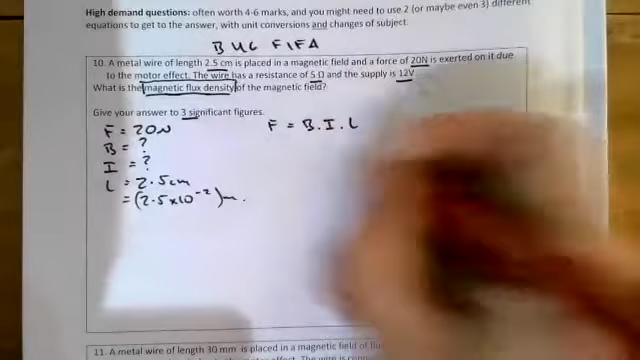 High demand questions: often worth 4-6 marks, and you might need to use 2 (or maybe even 3) different
equations to get to the answer, with unit conversions and changes of subject.
B U G F I F A
10. A metal wire of length 2.5 cm is placed in a magnetic field and a force of 20N is exerted on it due
to the motor effect. The wire has a resistance of 5 Ω and the supply is 12V.
What is the magnetic flux density of the magnetic field?
Give your answer to 3 significant figures.
F = 20N
F = B.I.L
B = ?
I = ?
L = 2.5cm
= (2.5x10⁻²)m.
11. A metal wire of length 30 mm is placed in a magnetic field of